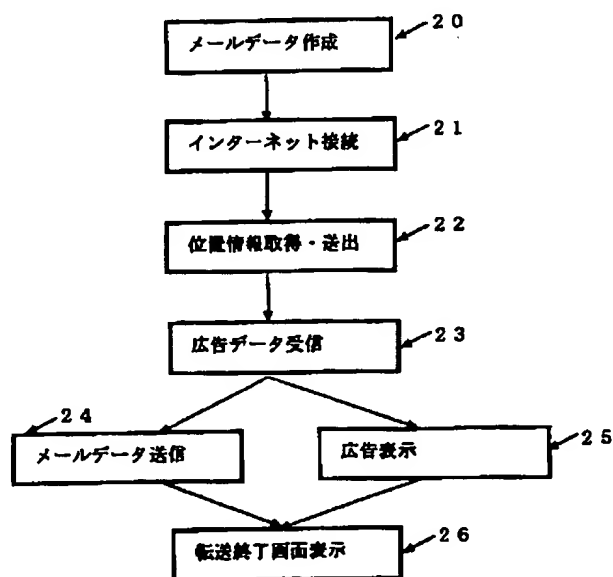 20
メールデータ作成
21
インターネット接続
22
位置情報取得・送出
23
広告データ受信
24
メールデータ送信
25
広告表示
26
転送終了画面表示